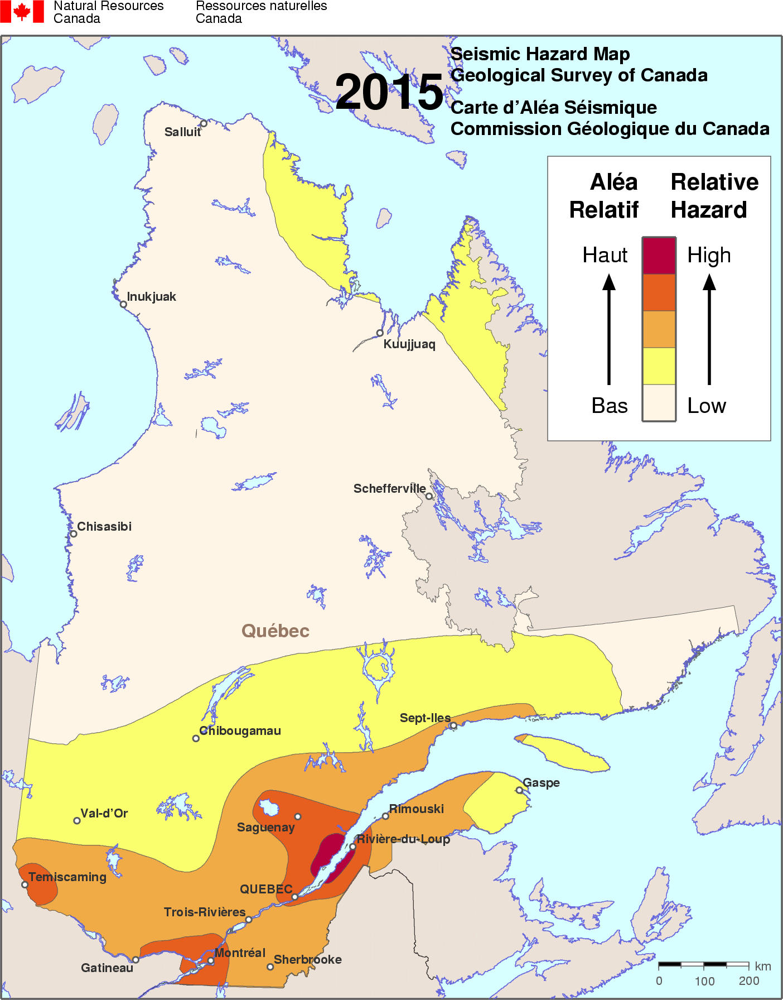 Natural Resources
Canada
Ressources naturelles
Canada
2015
Seismic Hazard Map
Geological Survey of Canada
Carte d'Aléa Séismique
Commission Géologique du Canada
Aléa
Relatif
Relative
Hazard
Haut
High
Bas
Low
Salluit
Inukjuak
Kuujjuaq
Schefferville
Chisasibi
Québec
Sept-Iles
Chibougamau
Gaspe
Val-d'Or
Rimouski
Saguenay
Rivière-du-Loup
Temiscaming
QUEBEC
Trois-Rivières
Montréal
Sherbrooke
Gatineau
km
0 100 200